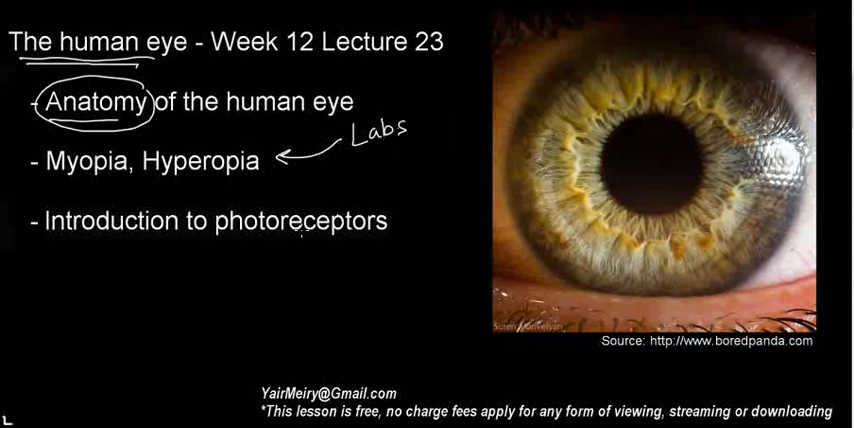 The human eye - Week 12 Lecture 23
- Anatomy of the human eye
Labs
- Myopia, Hyperopia
- Introduction to photoreceptors
Suren Manvelyan
Source: http://www.boredpanda.com
YairMeiry@Gmail.com
*This lesson is free, no charge fees apply for any form of viewing, streaming or downloading